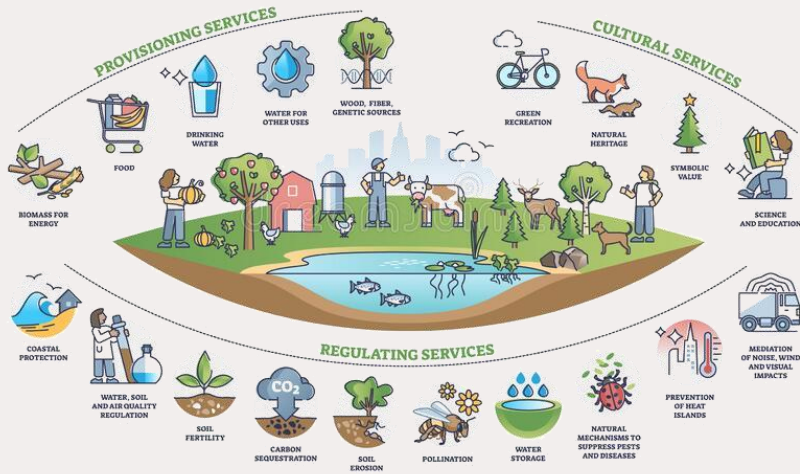 PROVISIONING SERVICES
CULTURAL SERVICES
BIOMASS FOR
ENERGY
FOOD
DRINKING
WATER
WATER FOR
OTHER USES
WOOD, FIBER,
GENETIC SOURCES
GREEN
RECREATION
NATURAL
HERITAGE
SYMBOLIC
VALUE
SCIENCE
AND EDUCATION
dreamstime
REGULATING SERVICES
COASTAL
PROTECTION
WATER, SOIL
AND AIR QUALITY
REGULATION
SOIL
FERTILITY
CO2
CARBON
SEQUESTRATION
SOIL
EROSION
POLLINATION
WATER
STORAGE
NATURAL
MECHANISMS TO
SUPPRESS PESTS
AND DISEASES
PREVENTION
OF HEAT
ISLANDS
MEDIATION
OF NOISE, WIND
AND VISUAL
IMPACTS